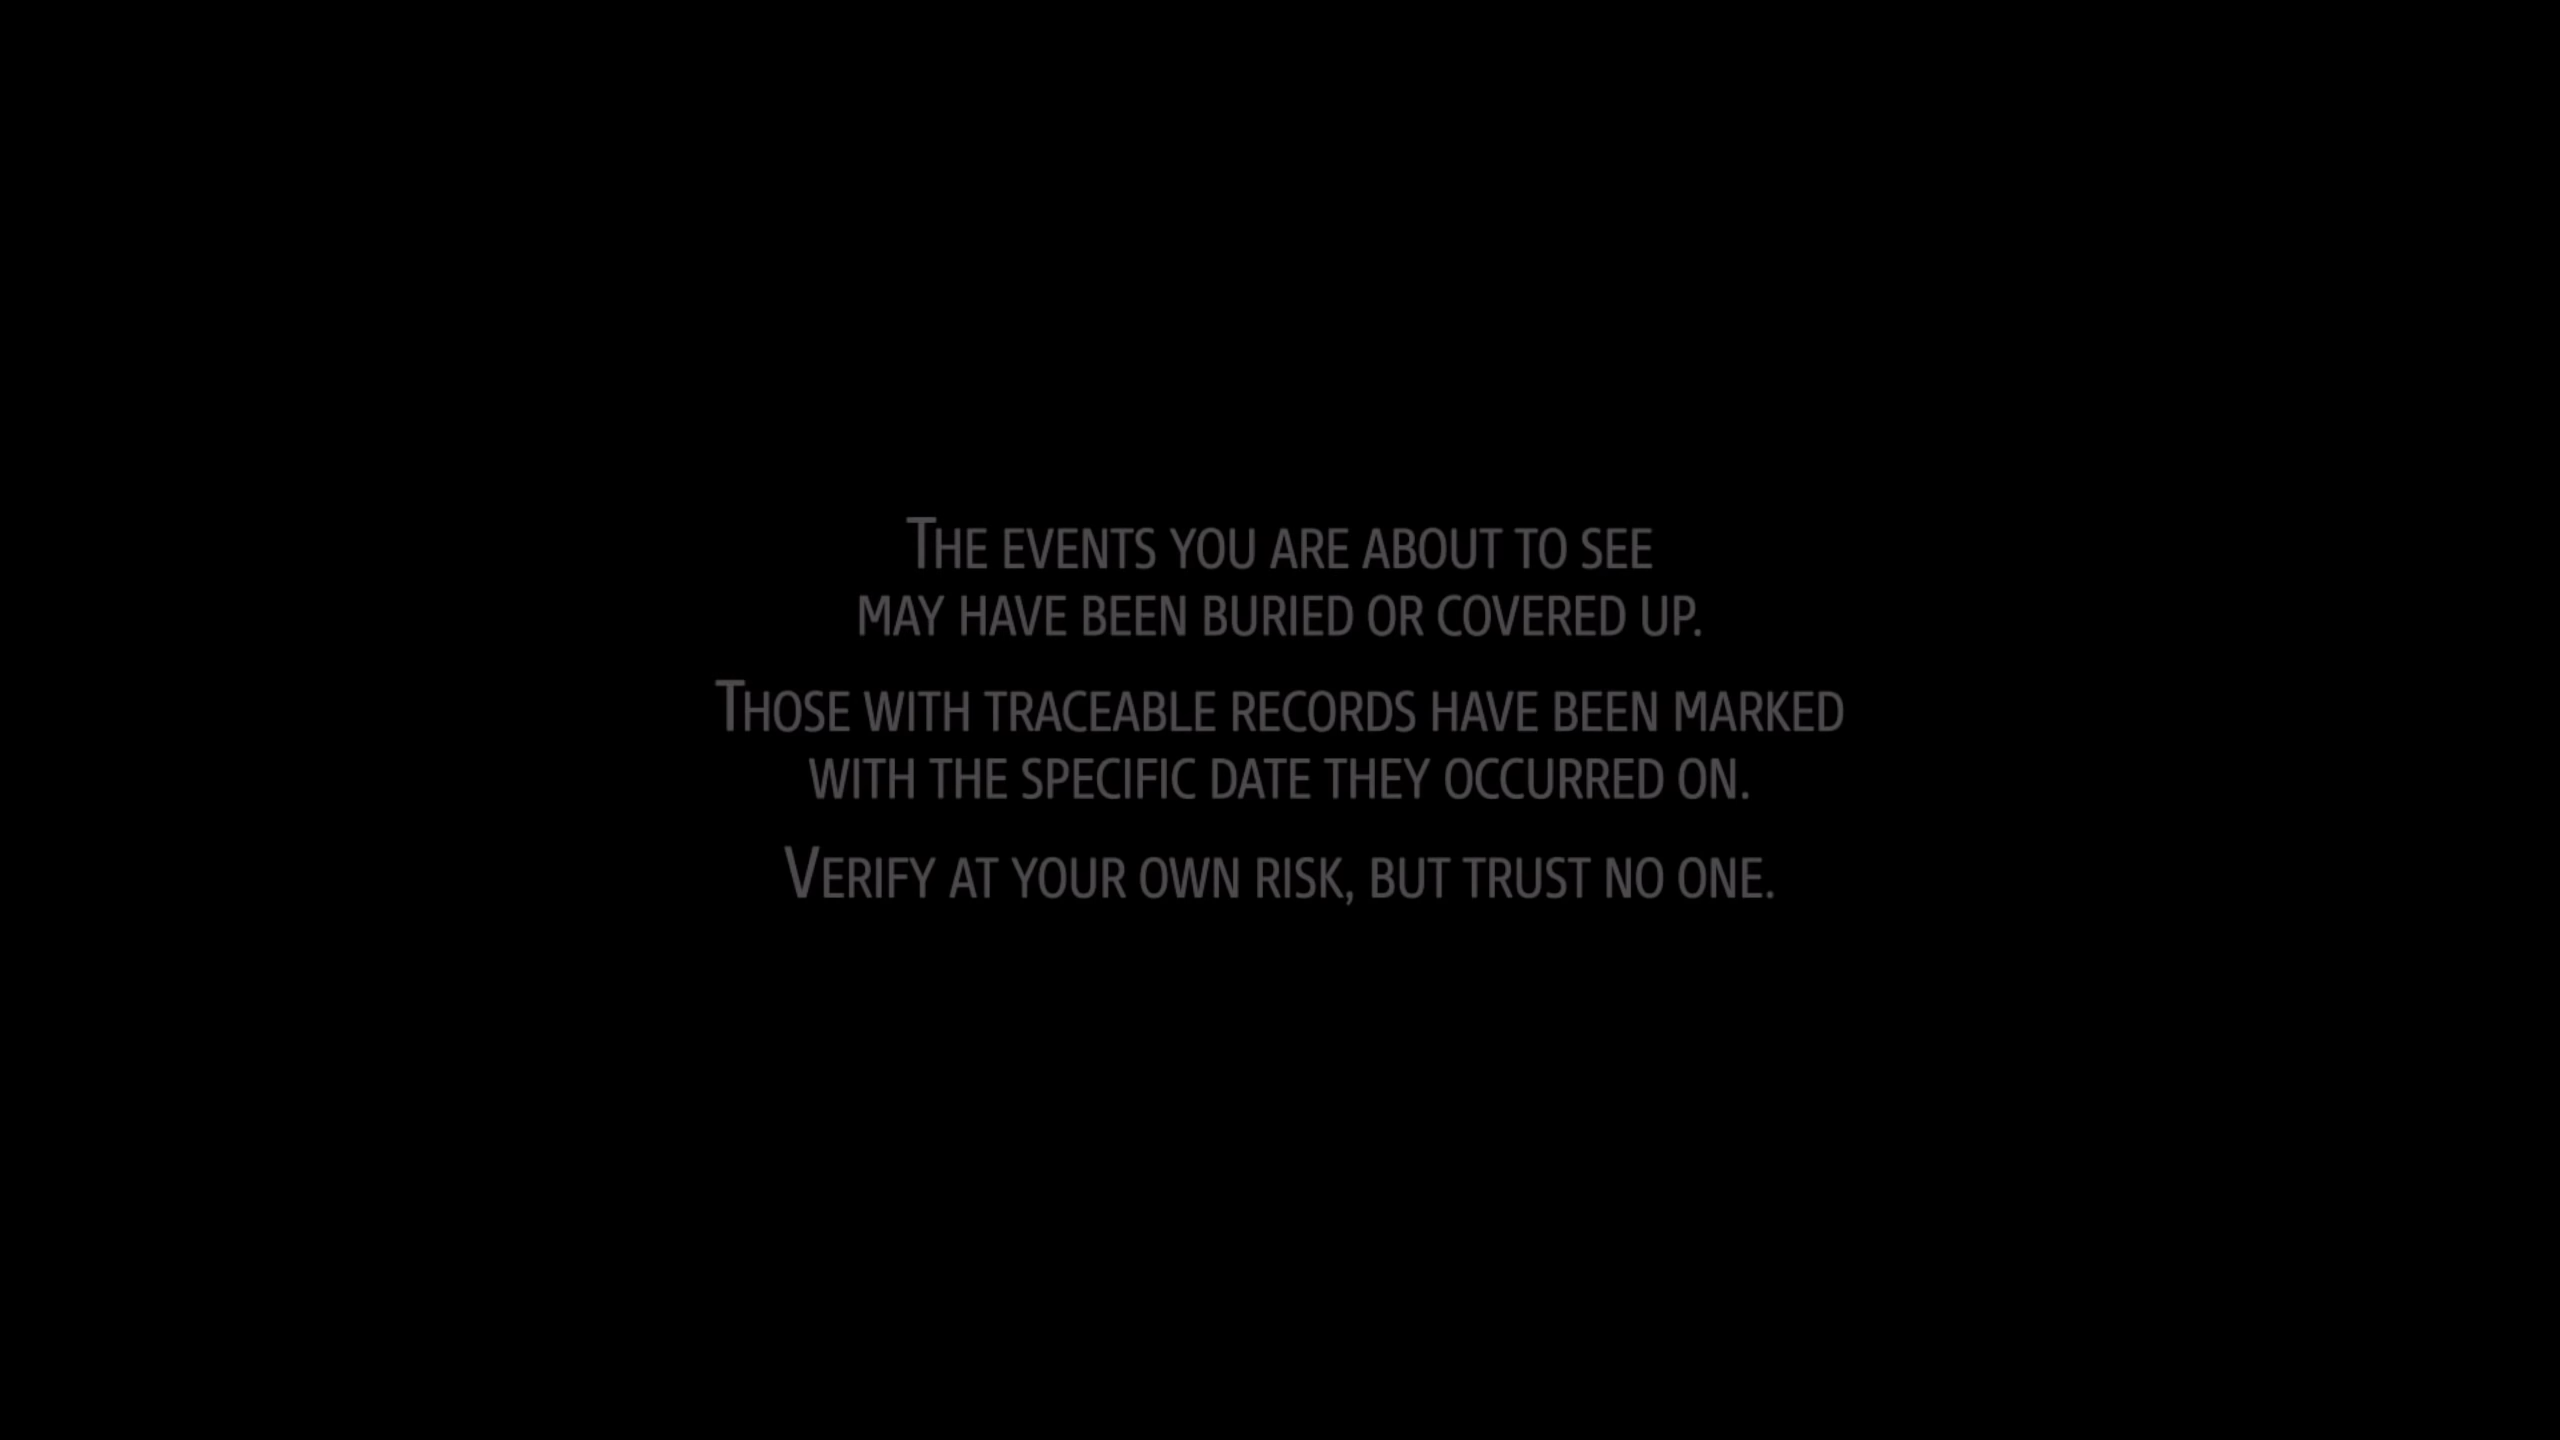 The events you are about to see
may have been buried or covered up.
Those with traceable records have been marked
with the specific date they occurred on.
Verify at your own risk, but trust no one.